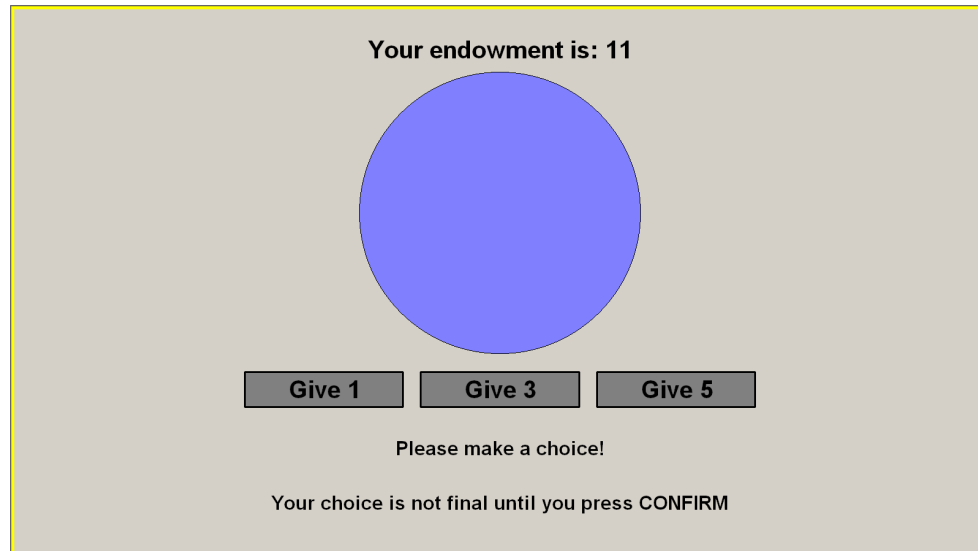 Your endowment is: 11
Give 1 Give 3 Give 5
Please make a choice!
Your choice is not final until you press CONFIRM